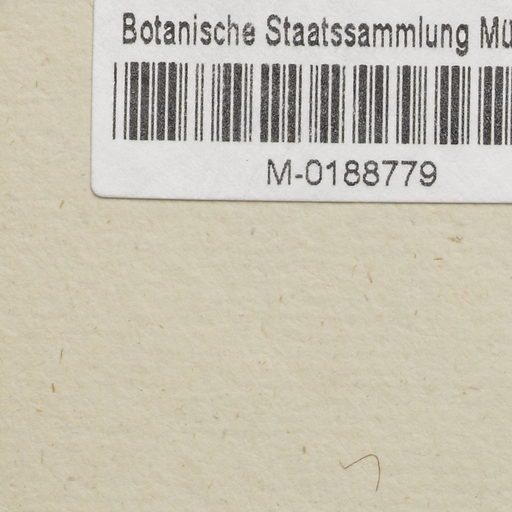 Botanische Staatssammlung Mü
M-0188779